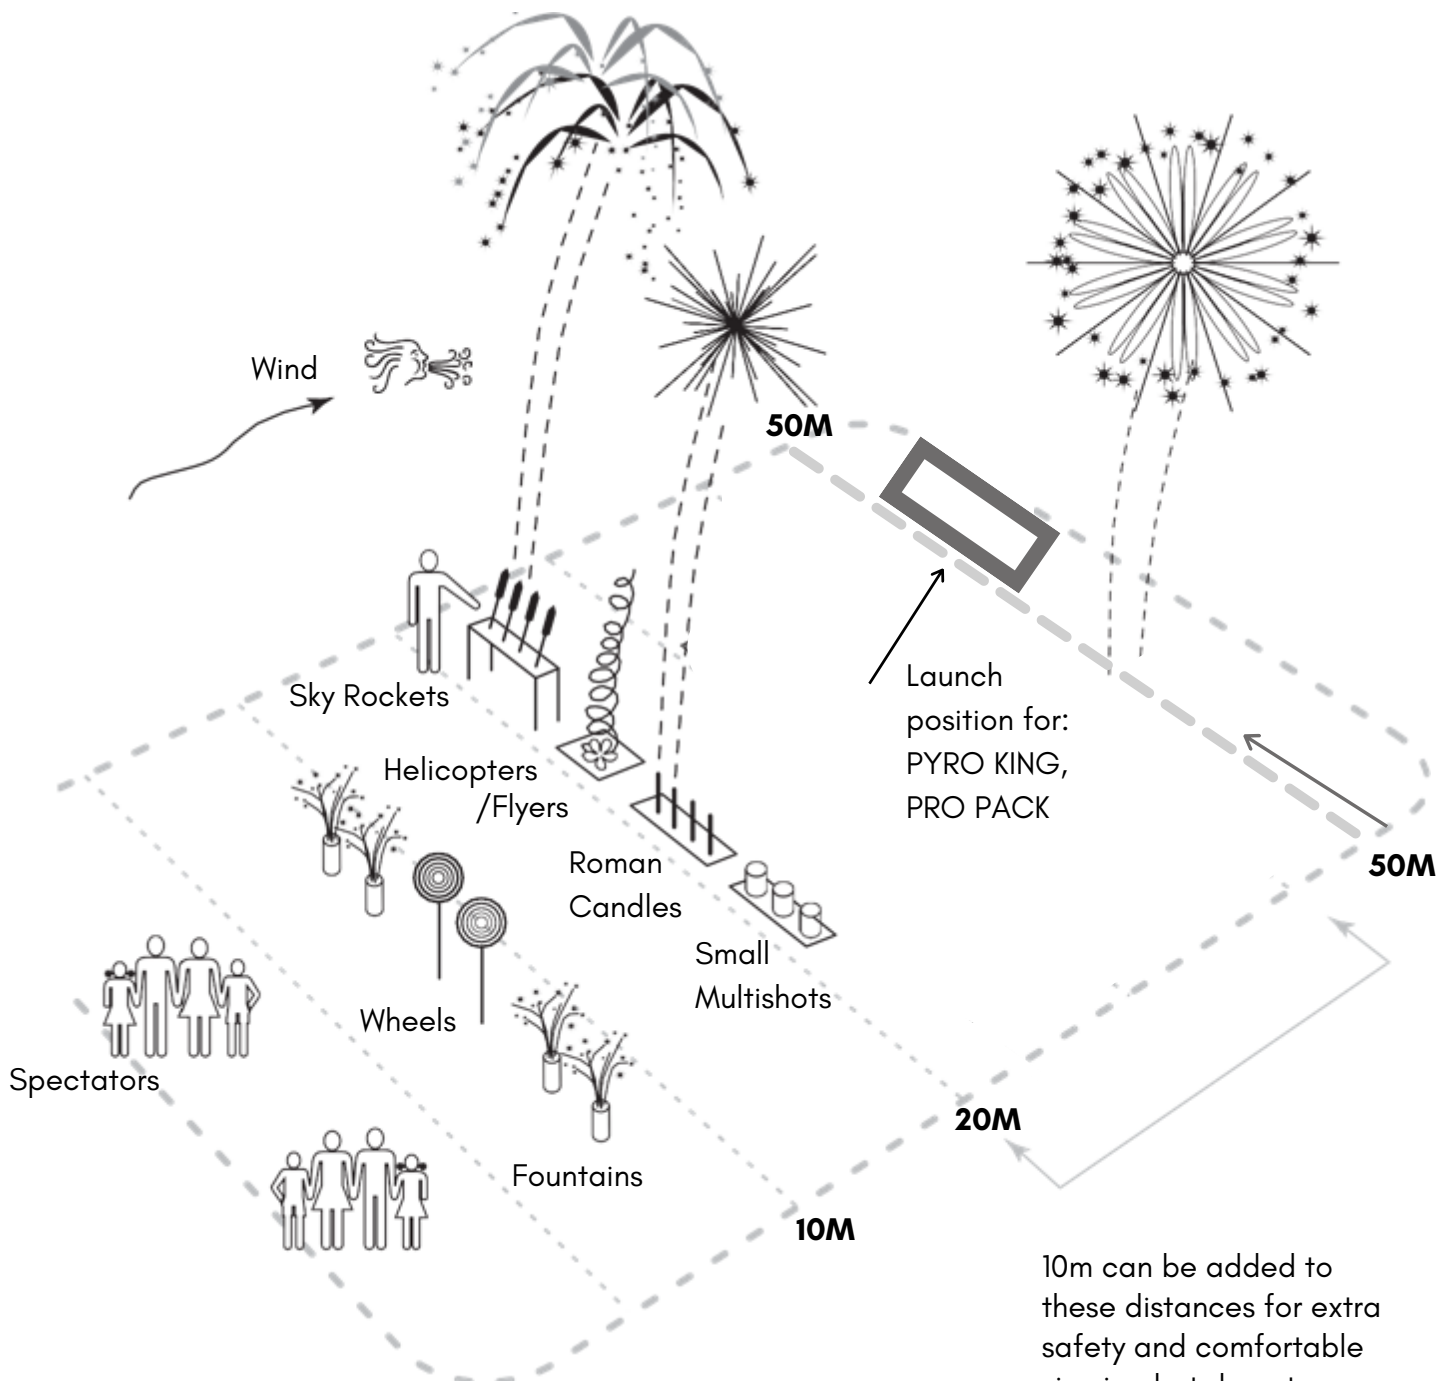 Wind
50M
Sky Rockets
Launch
position for:
PYRO KING,
PRO PACK
Helicopters
/Flyers
Roman
Candles
50M
Small
Multishots
Wheels
Spectators
20M
Fountains
10M
10m can be added to
these distances for extra
safety and comfortable